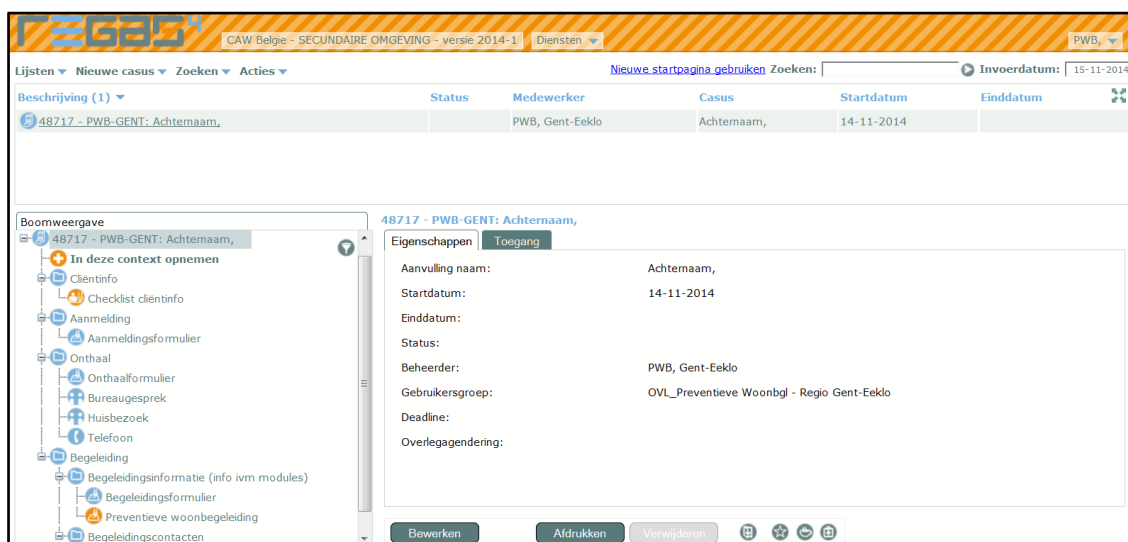 regas 4
CAW Belgie - SECUNDAIRE OMGEVING - versie 2014-1 Diensten PWB,
Lijsten Nieuwe casus Zoeken Acties Nieuwe startpagina gebruiken Zoeken: Invoerdatum: 15-11-2014
Beschrijving (1) Status Medewerker Casus Startdatum Einddatum
48717 - PWB-GENT: Achternaam, PWB, Gent-Eeklo Achternaam, 14-11-2014
Boomweergave
48717 - PWB-GENT: Achternaam,
In deze context opnemen
Cliëntinfo
Checklist cliëntinfo
Aanmelding
Aanmeldingsformulier
Onthaal
Onthaalformulier
Bureaugesprek
Huisbezoek
Telefoon
Begeleiding
Begeleidingsinformatie (info ivm modules)
Begeleidingsformulier
Preventieve woonbegeleiding
Begeleidingscontacten
48717 - PWB-GENT: Achternaam,
Eigenschappen Toegang
Aanvulling naam: Achternaam,
Startdatum: 14-11-2014
Einddatum:
Status:
Beheerder: PWB, Gent-Eeklo
Gebruikersgroep: OVL_Preventieve Woonbgl - Regio Gent-Eeklo
Deadline:
Overlegagendering:
Bewerken Afdrukken Verwijderen